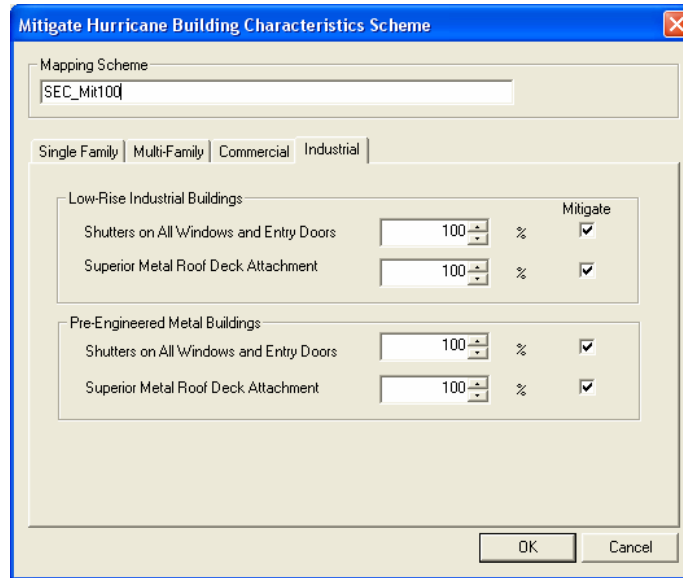 Mitigate Hurricane Building Characteristics Scheme
Mapping Scheme
SEC_Mit100
Single Family Multi-Family Commercial Industrial
Low-Rise Industrial Buildings
Mitigate
Shutters on All Windows and Entry Doors 100 %
Superior Metal Roof Deck Attachment 100 %
Pre-Engineered Metal Buildings
Shutters on All Windows and Entry Doors 100 %
Superior Metal Roof Deck Attachment 100 %
OK Cancel